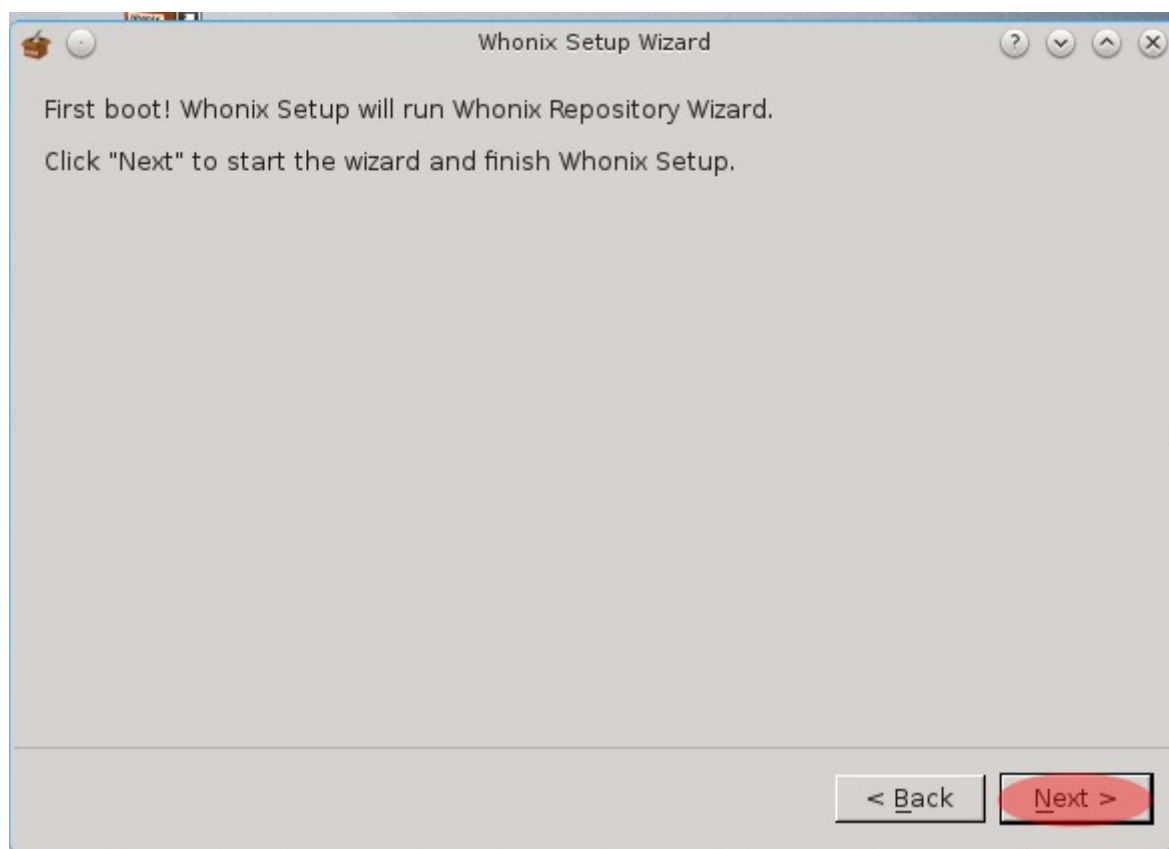 Whonix
Whonix Setup Wizard
First boot! Whonix Setup will run Whonix Repository Wizard.
Click "Next" to start the wizard and finish Whonix Setup.
< Back
Next >